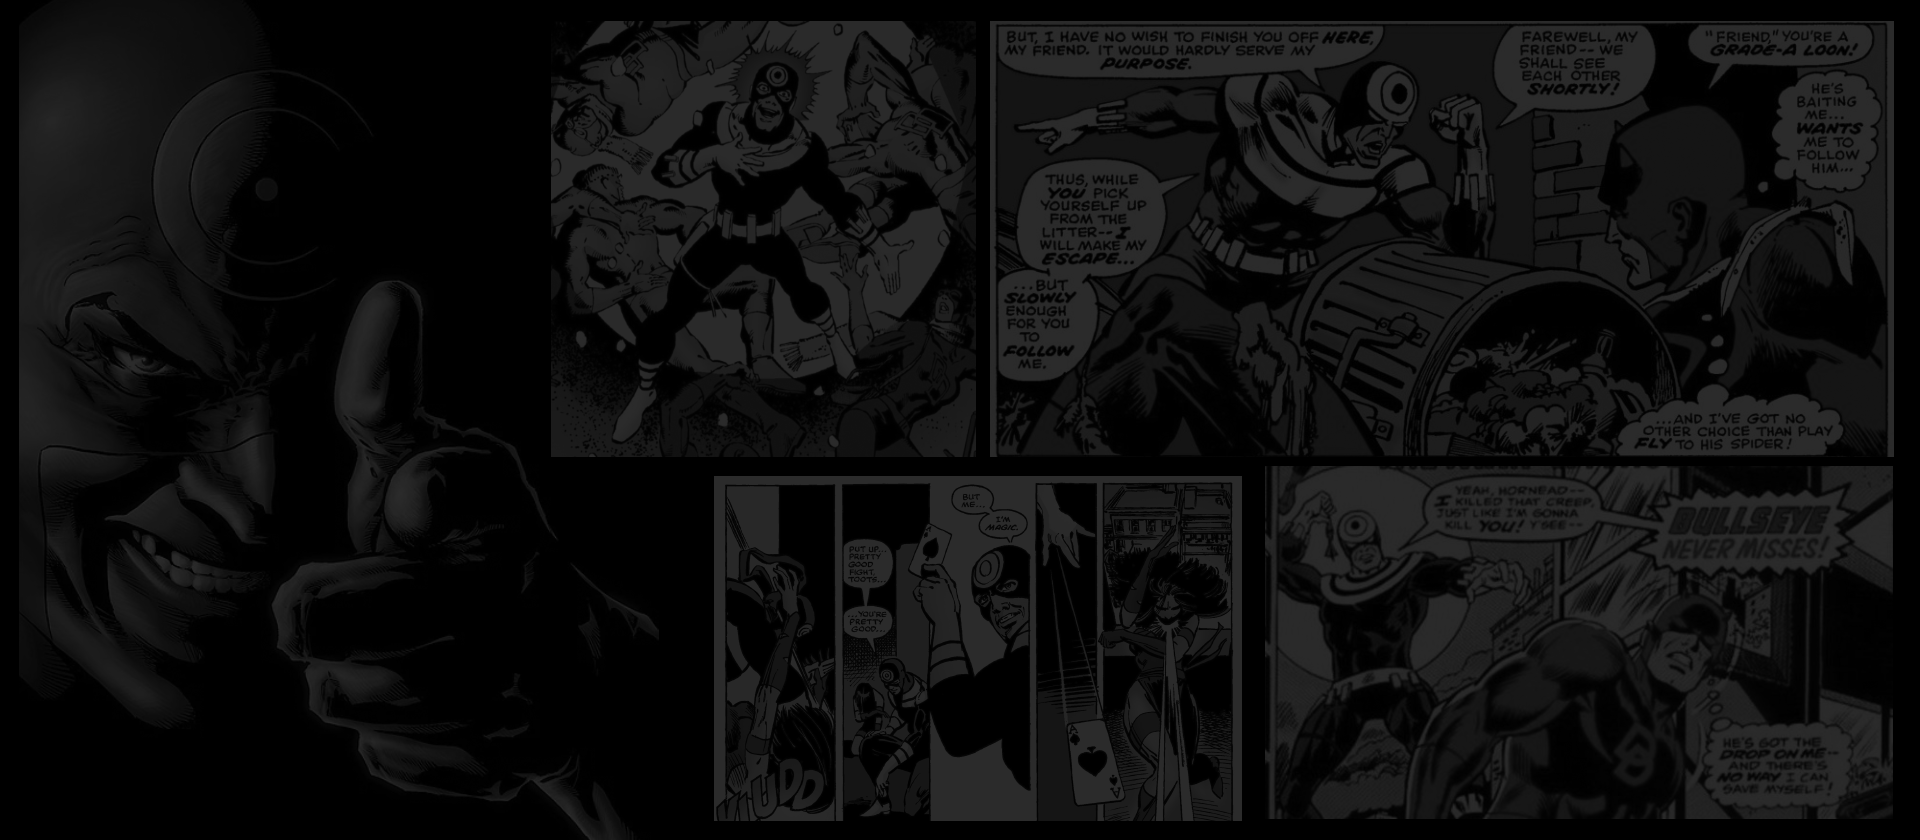 BUT, I HAVE NO WISH TO FINISH YOU OFF HERE,
MY FRIEND. IT WOULD HARDLY SERVE MY
PURPOSE.
FAREWELL, MY
FRIEND-- WE
SHALL SEE
EACH OTHER
SHORTLY!
"FRIEND," YOU'RE A
GRADE-A LOON!
HE'S
BAITING
ME...
WANTS
ME TO
FOLLOW
HIM...
THUS, WHILE
YOU PICK
YOURSELF UP
FROM THE
LITTER-- I
WILL MAKE MY
ESCAPE...
...BUT
SLOWLY
ENOUGH
FOR YOU
TO
FOLLOW
ME.
...AND I'VE GOT NO
OTHER CHOICE THAN PLAY
FLY TO HIS SPIDER!
PUT UP...
PRETTY
GOOD
FIGHT,
TOOTS...
...YOU'RE
PRETTY
GOOD...
BUT
ME...
I'M
MAGIC.
A
A
YEAH, HORNHEAD--
I KILLED THAT CREEP,
JUST LIKE I'M GONNA
KILL YOU! Y'SEE--
BULLSEYE
NEVER MISSES!
HE'S GOT THE
DROP ON ME--
AND THERE'S
NO WAY I CAN
SAVE MYSELF!